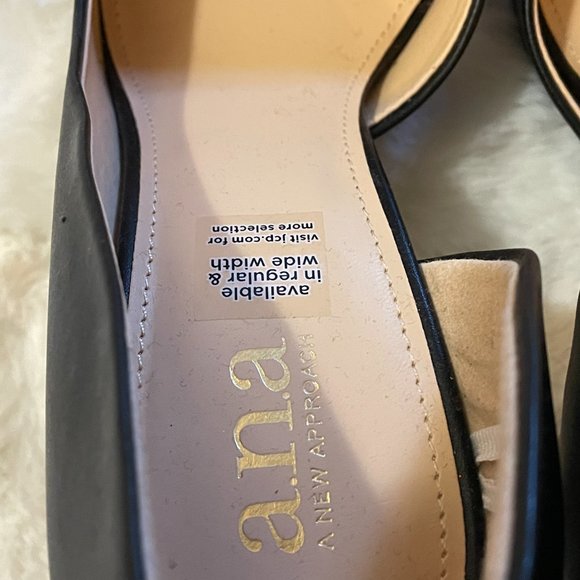 available
in regular &
wide width
visit jcp.com for
more selection
a.n.a
A NEW APPROACH